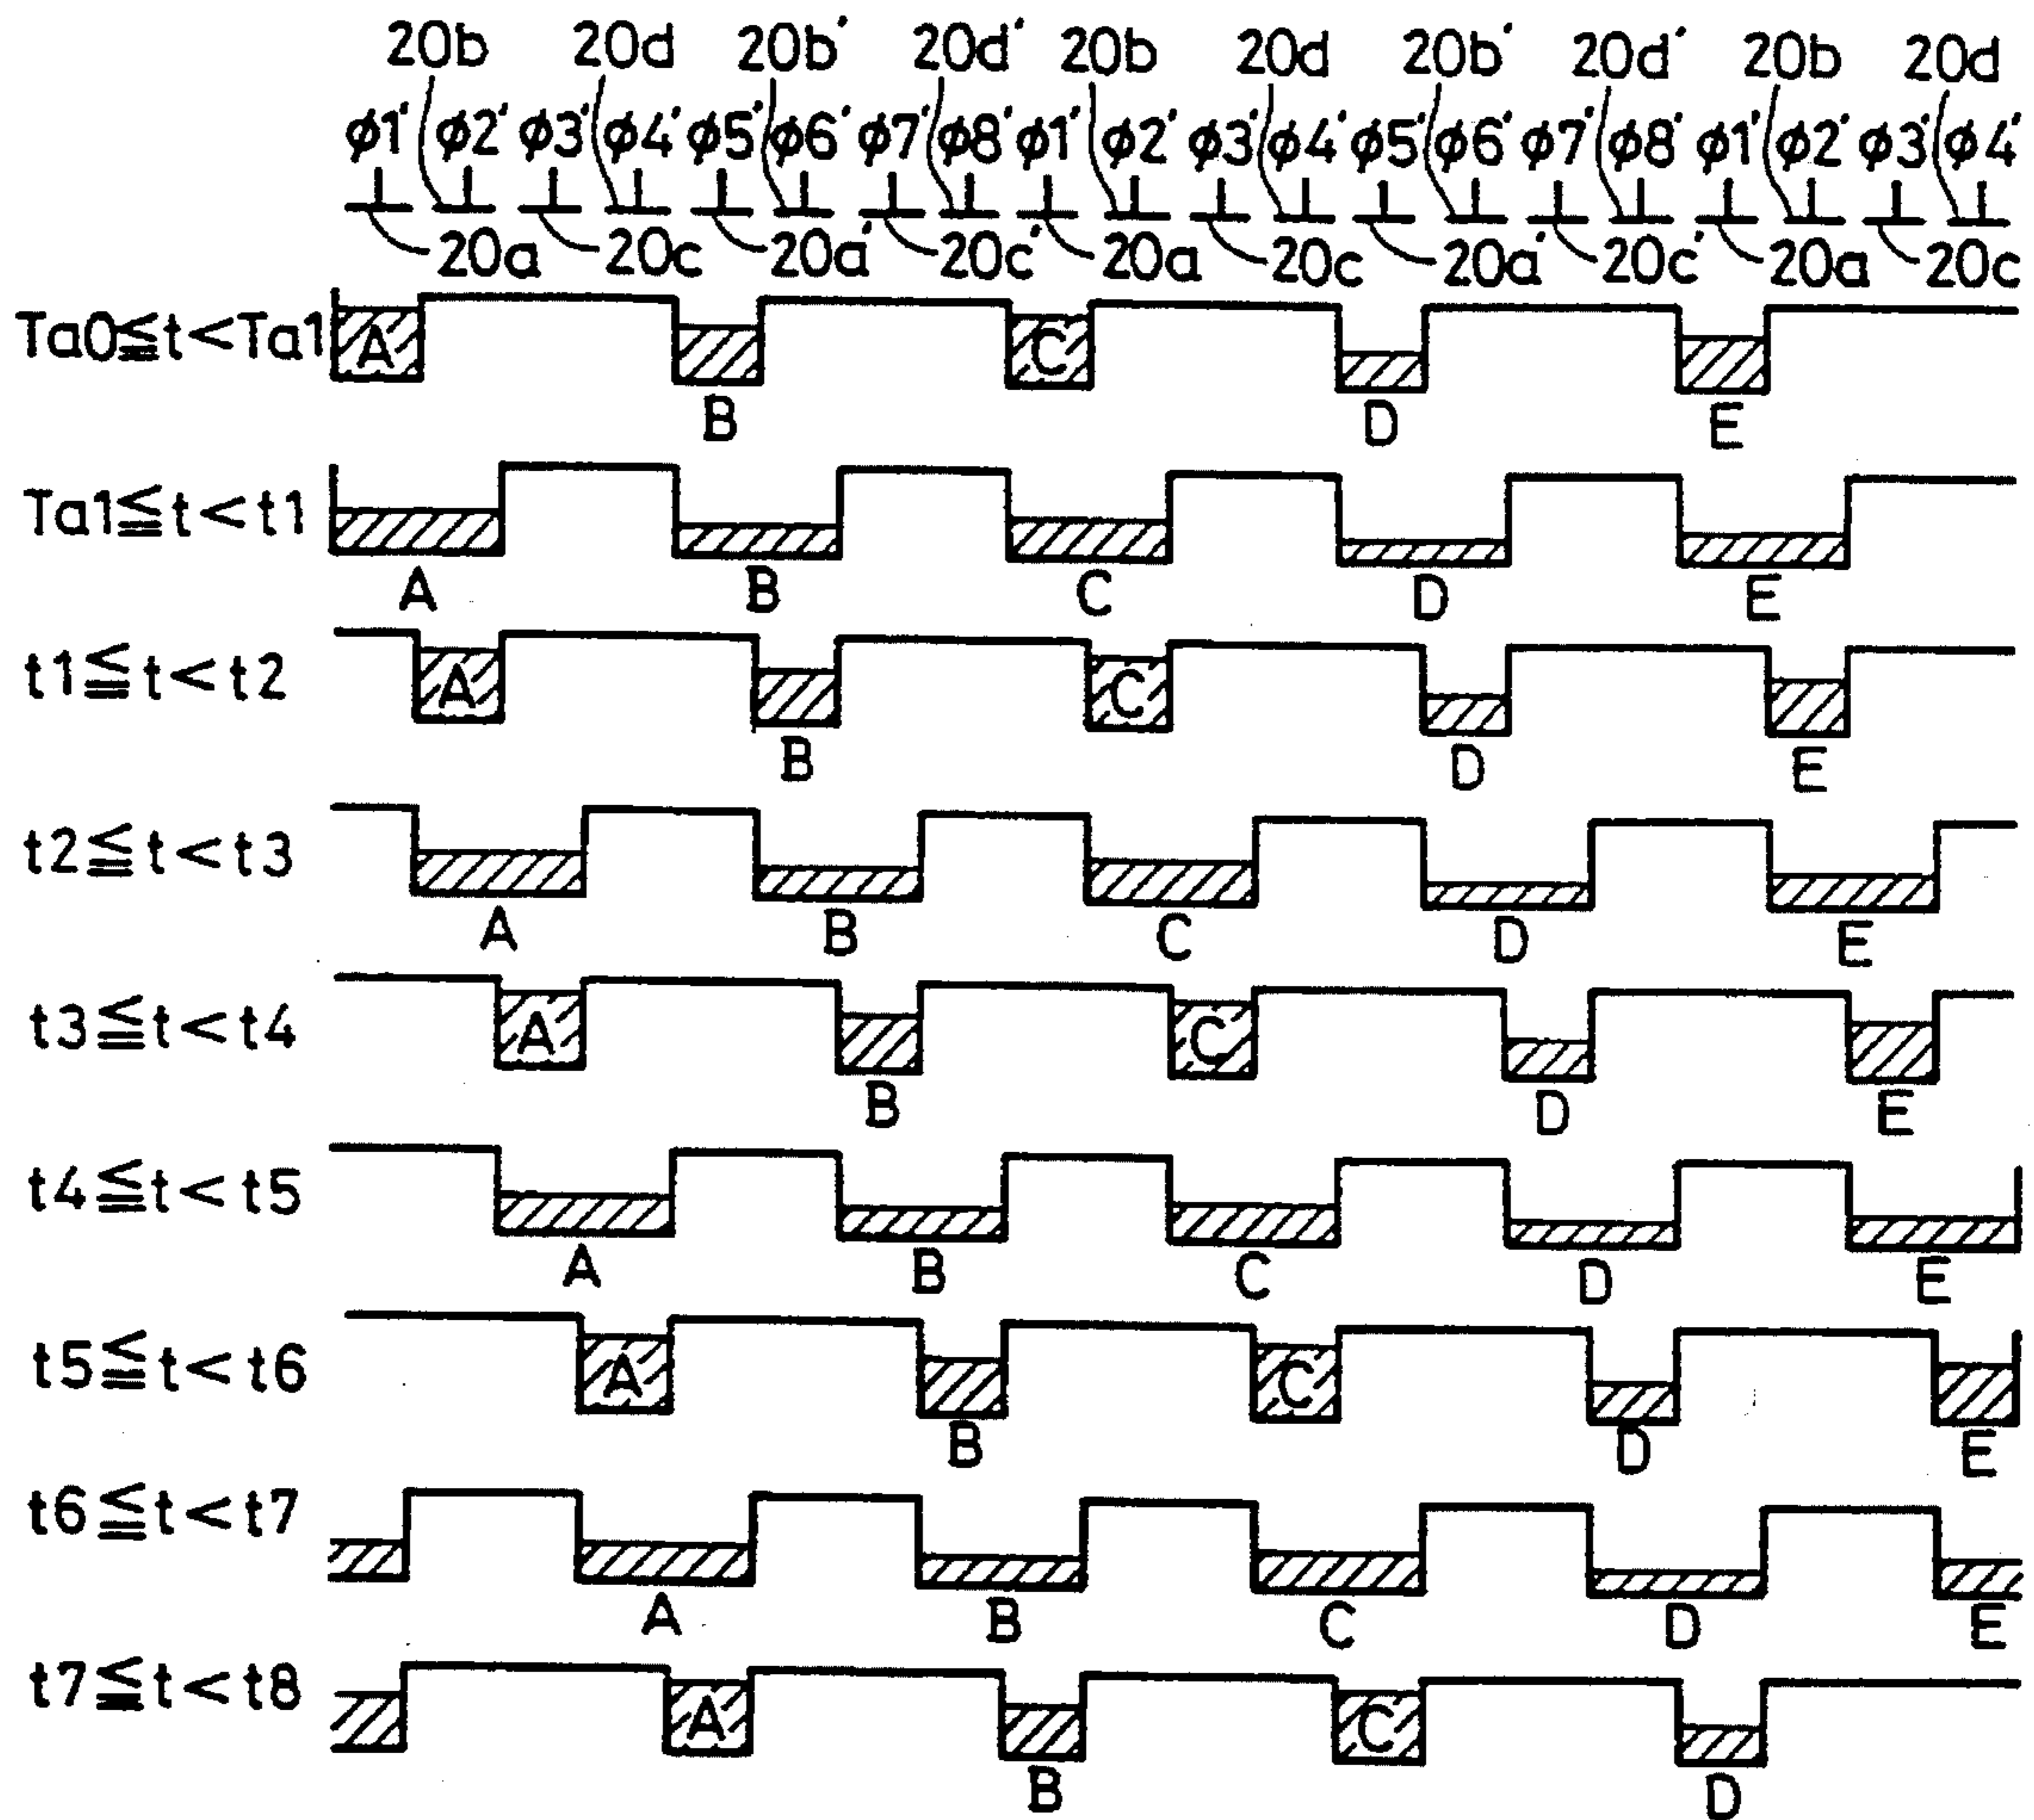 20b 20d 20b′ 20d′ 20b 20d 20b′ 20d′ 20b 20d
φ1′ φ2′ φ3′ φ4′ φ5′ φ6′ φ7′ φ8′ φ1′ φ2′ φ3′ φ4′ φ5′ φ6′ φ7′ φ8′ φ1′ φ2′ φ3′ φ4′
20a 20c 20a′ 20c′ 20a 20c 20a′ 20c′ 20a 20c
Ta0≦t<Ta1 A C
B D E
Ta1≦t<t1
A B C D E
t1≦t<t2 A C
B D E
t2≦t<t3
A B C D E
t3≦t<t4 A C
B D E
t4≦t<t5
A B C D E
t5≦t<t6 A C
B D E
t6≦t<t7
A B C D E
t7≦t<t8 A C
B D